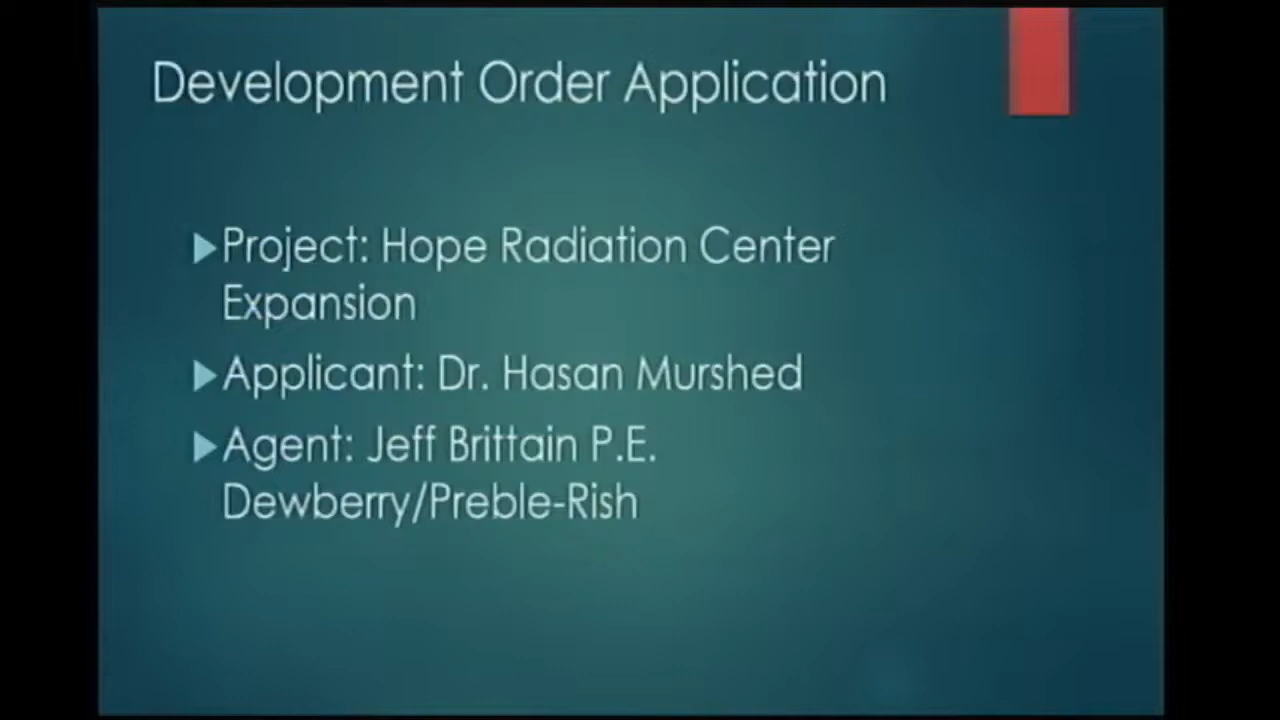 Development Order Application
Project: Hope Radiation Center
Expansion
Applicant: Dr. Hasan Murshed
Agent: Jeff Brittain P.E.
Dewberry/Preble-Rish